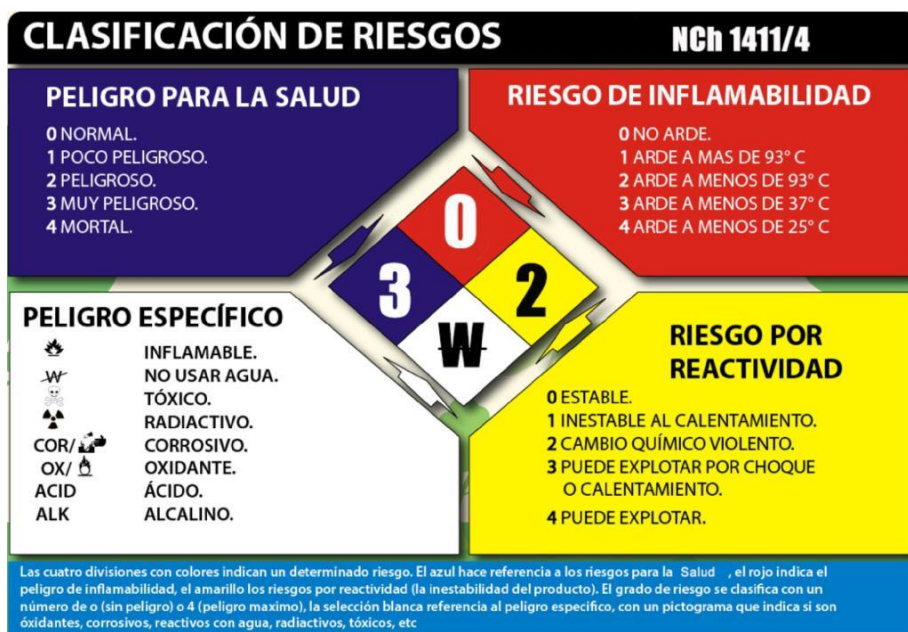 CLASIFICACIÓN DE RIESGOS
NCh 1411/4
PELIGRO PARA LA SALUD
0 NORMAL.
1 POCO PELIGROSO.
2 PELIGROSO.
3 MUY PELIGROSO.
4 MORTAL.
RIESGO DE INFLAMABILIDAD
0 NO ARDE.
1 ARDE A MAS DE 93° C
2 ARDE A MENOS DE 93° C
3 ARDE A MENOS DE 37° C
4 ARDE A MENOS DE 25° C
0
3
2
W
PELIGRO ESPECÍFICO
INFLAMABLE.
W NO USAR AGUA.
TÓXICO.
RADIACTIVO.
COR/ CORROSIVO.
OX/ OXIDANTE.
ACID ÁCIDO.
ALK ALCALINO.
RIESGO POR
REACTIVIDAD
0 ESTABLE.
1 INESTABLE AL CALENTAMIENTO.
2 CAMBIO QUÍMICO VIOLENTO.
3 PUEDE EXPLOTAR POR CHOQUE
O CALENTAMIENTO.
4 PUEDE EXPLOTAR.
Las cuatro divisiones con colores indican un determinado riesgo. El azul hace referencia a los riesgos para la Salud , el rojo indica el
peligro de inflamabilidad, el amarillo los riesgos por reactividad (la inestabilidad del producto). El grado de riesgo se clasifica con un
número de o (sin peligro) o 4 (peligro maximo), la selección blanca referencia al peligro especifico, con un pictograma que indica si son
óxidantes, corrosivos, reactivos con agua, radiactivos, tóxicos, etc